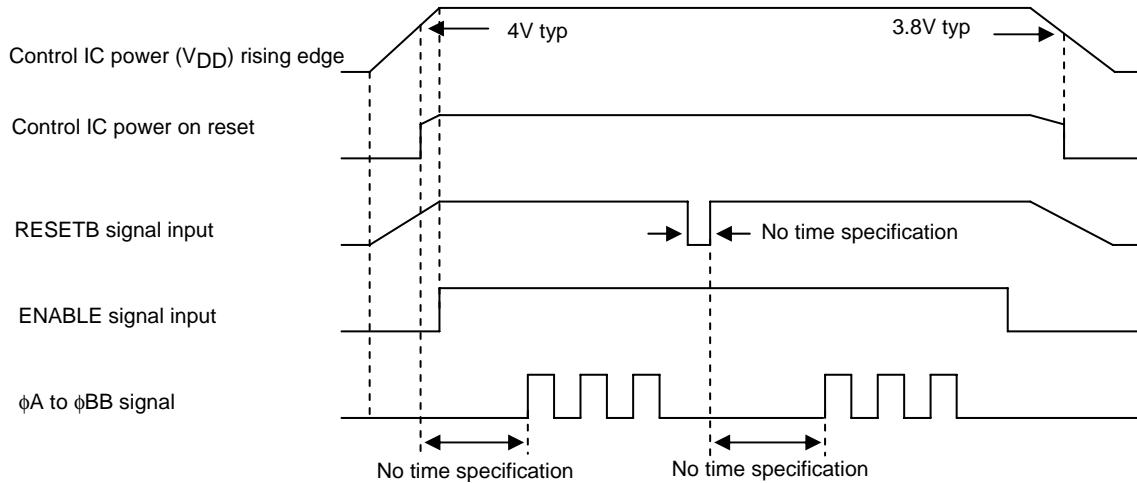 4V typ
3.8V typ
Control IC power (VDD) rising edge
Control IC power on reset
RESETB signal input
No time specification
ENABLE signal input
ϕA to ϕBB signal
No time specification
No time specification